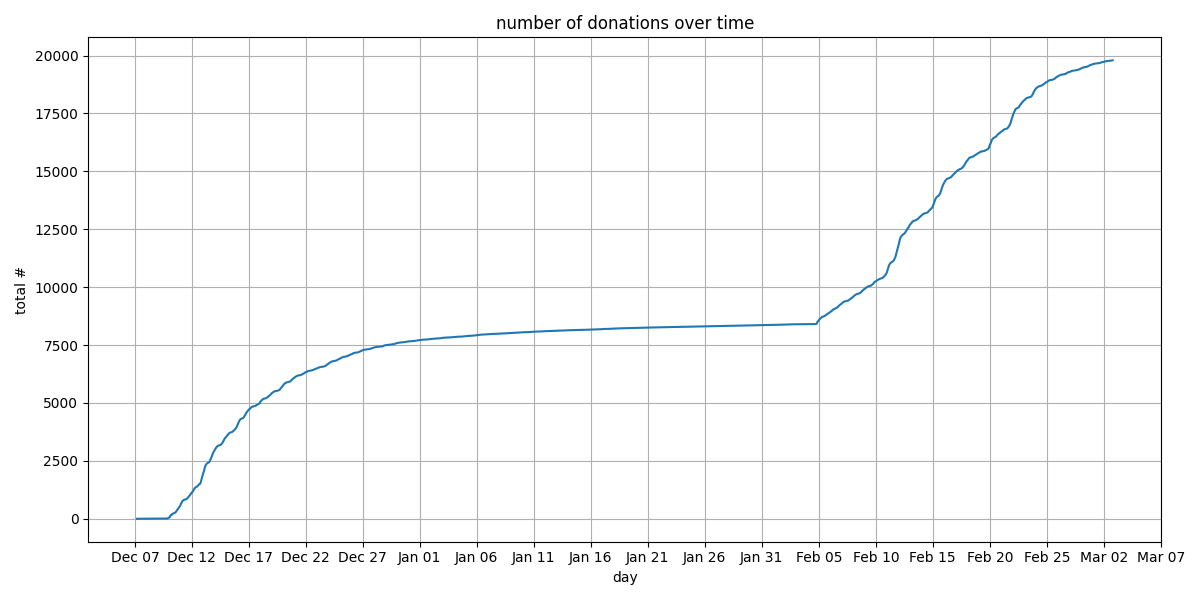 number of donations over time
total #
20000
17500
15000
12500
10000
7500
5000
2500
0
Dec 07 Dec 12 Dec 17 Dec 22 Dec 27 Jan 01 Jan 06 Jan 11 Jan 16 Jan 21 Jan 26 Jan 31 Feb 05 Feb 10 Feb 15 Feb 20 Feb 25 Mar 02 Mar 07
day